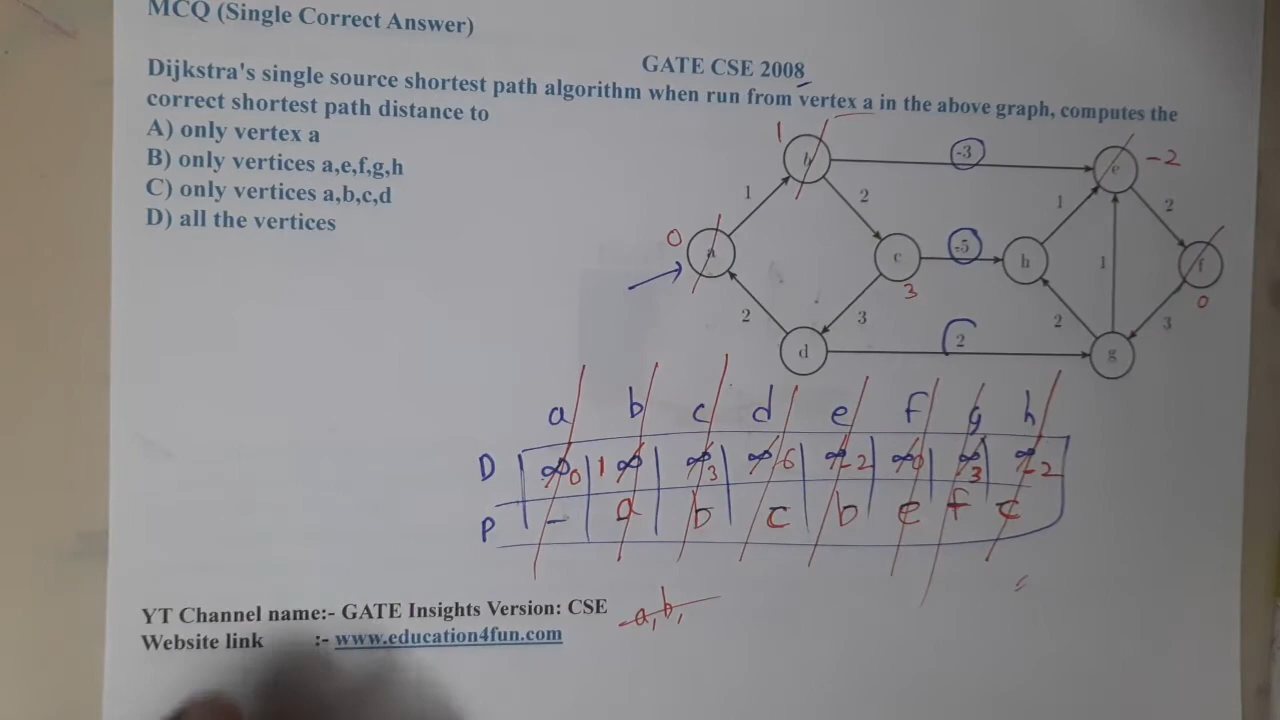 MCQ (Single Correct Answer)
GATE CSE 2008
Dijkstra's single source shortest path algorithm when run from vertex a in the above graph, computes the
correct shortest path distance to
A) only vertex a
B) only vertices a,e,f,g,h
C) only vertices a,b,c,d
D) all the vertices
1 b -3 e -2
1 2 1 2
0 a c -5 h 1 f
3 0
2 3 2 3
d 2 g
a b c d e f g h
D ∞ 0 1 ∞ ∞ 3 ∞ 6 ∞ -2 ∞ 0 ∞ 3 ∞ -2
P - a b c b e f c
YT Channel name:- GATE Insights Version: CSE
a, b,
Website link :- www.education4fun.com